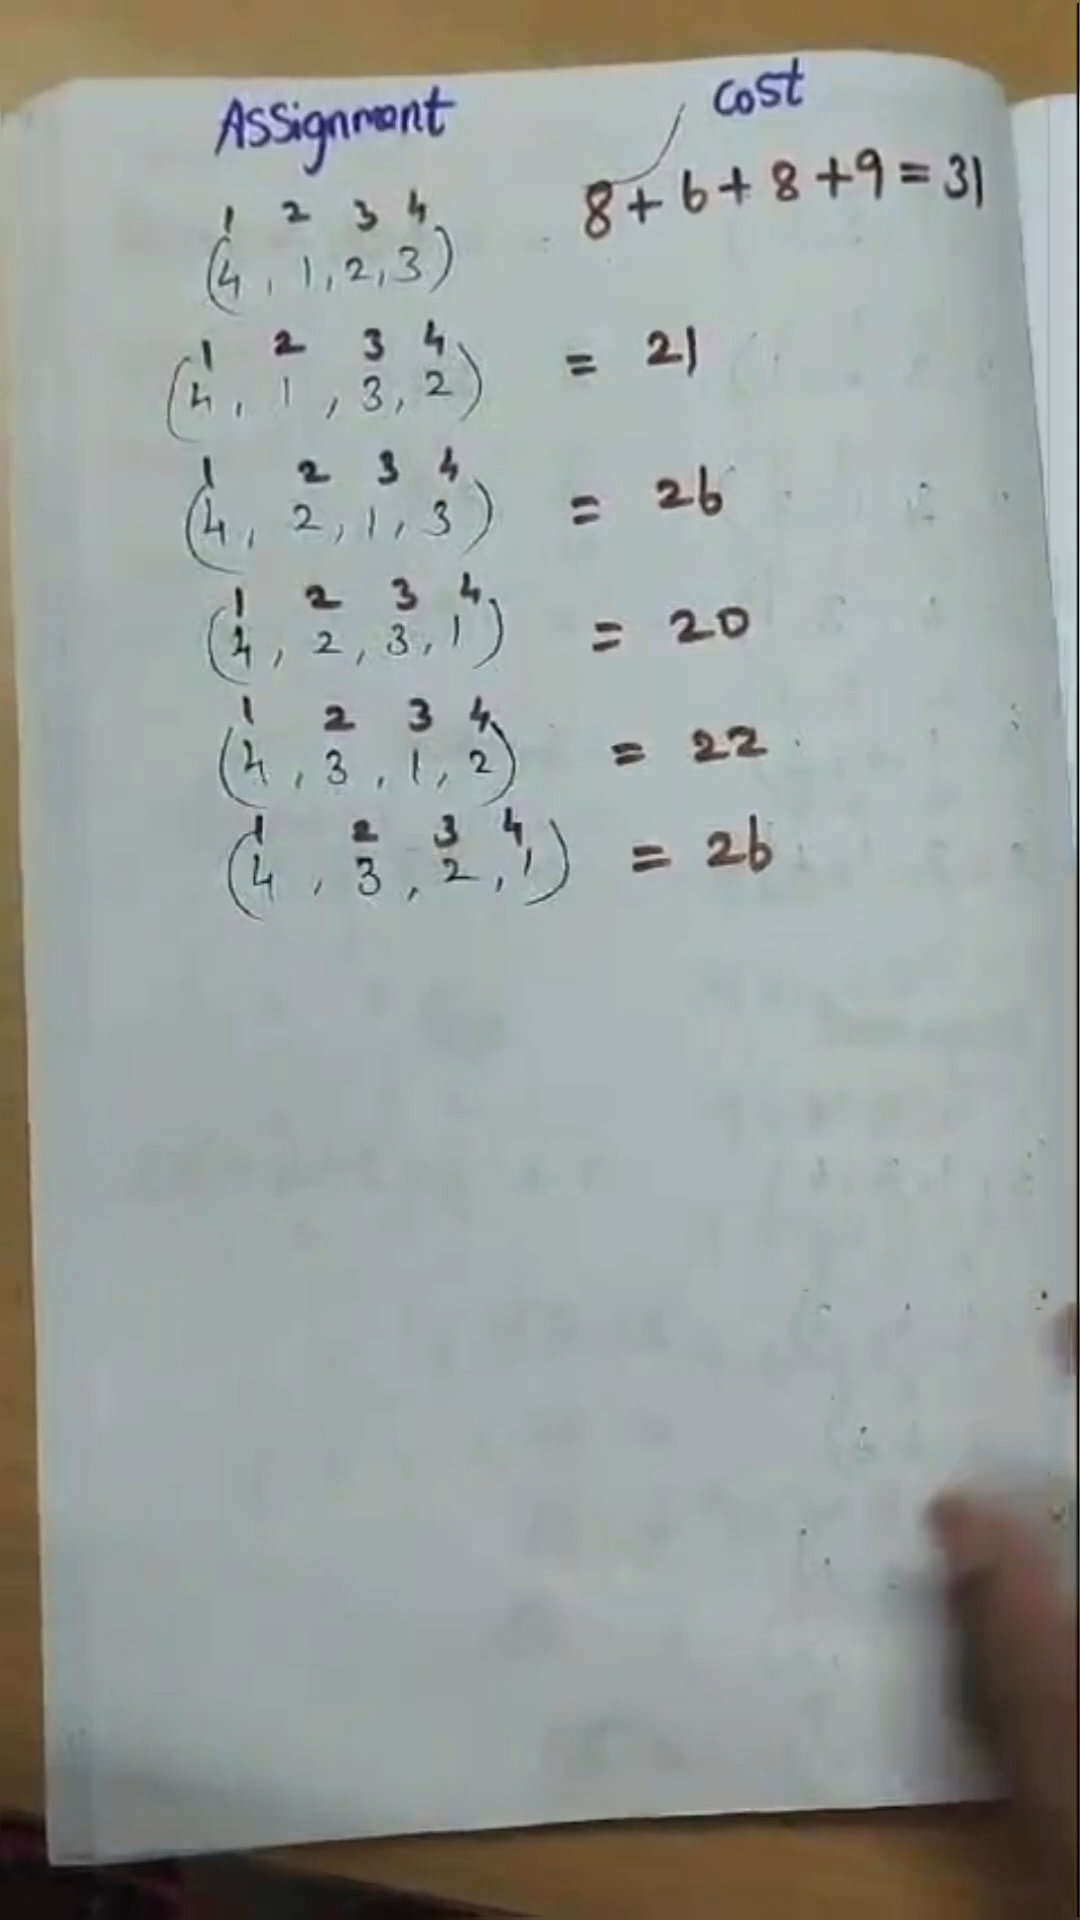 Assignment cost
1 2 3 4
(4, 1, 2, 3) 8+6+8+9=31
1 2 3 4
(4, 1, 3, 2) = 21
1 2 3 4
(4, 2, 1, 3) = 26
1 2 3 4
(4, 2, 3, 1) = 20
1 2 3 4
(4, 3, 1, 2) = 22
1 2 3 4
(4, 3, 2, 1) = 26